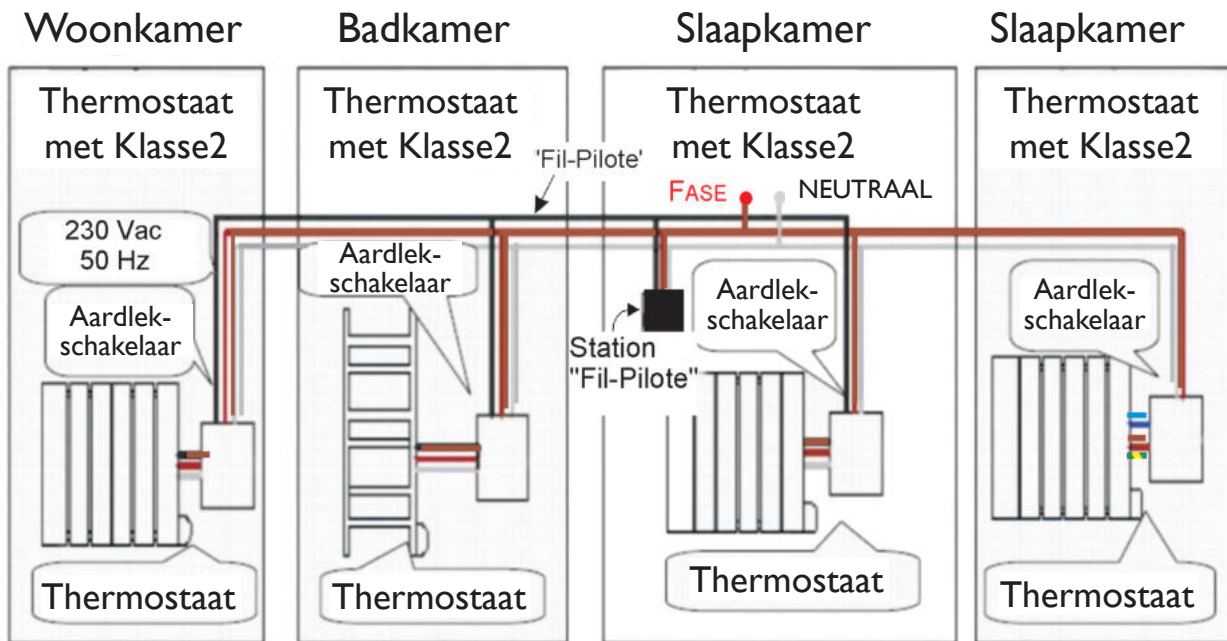 Woonkamer
Badkamer
Slaapkamer
Slaapkamer
Thermostaat
met Klasse2
Thermostaat
met Klasse2
Thermostaat
met Klasse2
Thermostaat
met Klasse2
'Fil-Pilote'
FASE
NEUTRAAL
230 Vac
50 Hz
Aardlek-
schakelaar
Aardlek-
schakelaar
Aardlek-
schakelaar
Aardlek-
schakelaar
Station
"Fil-Pilote"
Thermostaat
Thermostaat
Thermostaat
Thermostaat